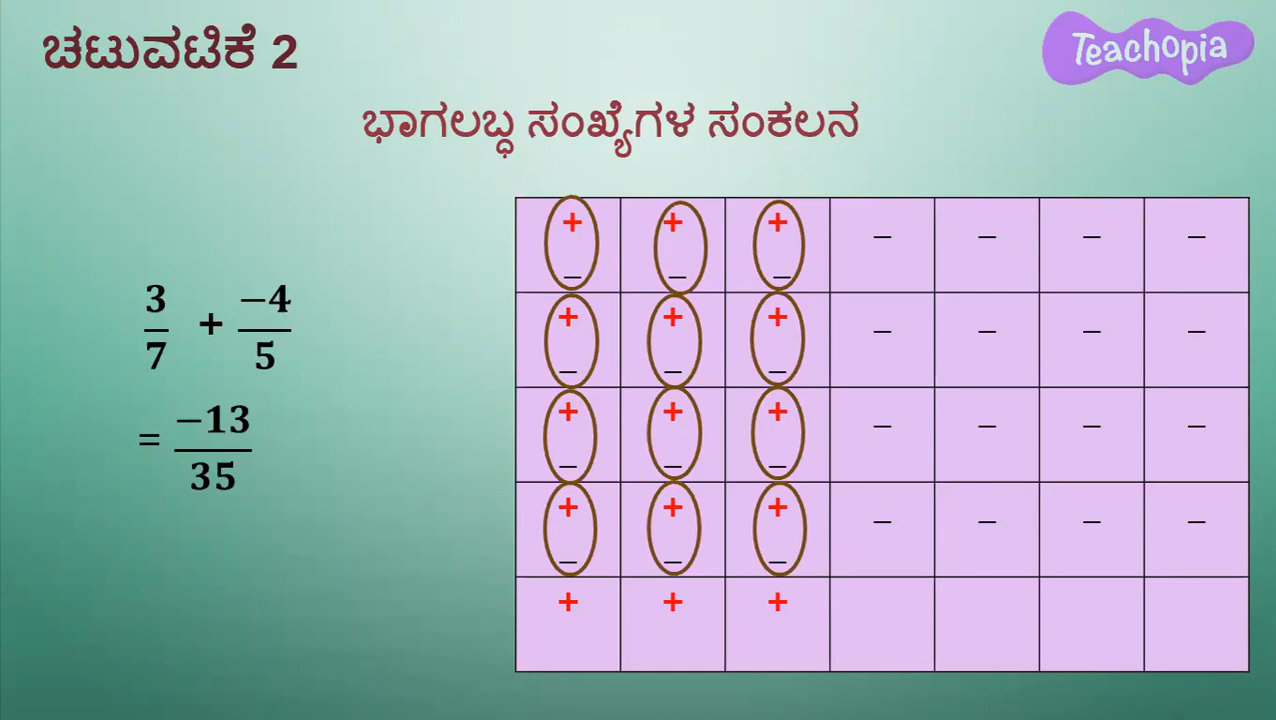 ಚಟುವಟಿಕೆ 2
Teachopia
ಭಾಗಲಬ್ಧ ಸಂಖ್ಯೆಗಳ ಸಂಕಲನ
3/7 + −4/5
= −13/35
+ + + − − − −
− − −
+ + + − − − −
− − −
+ + + − − − −
− − −
+ + + − − − −
− − −
+ + +